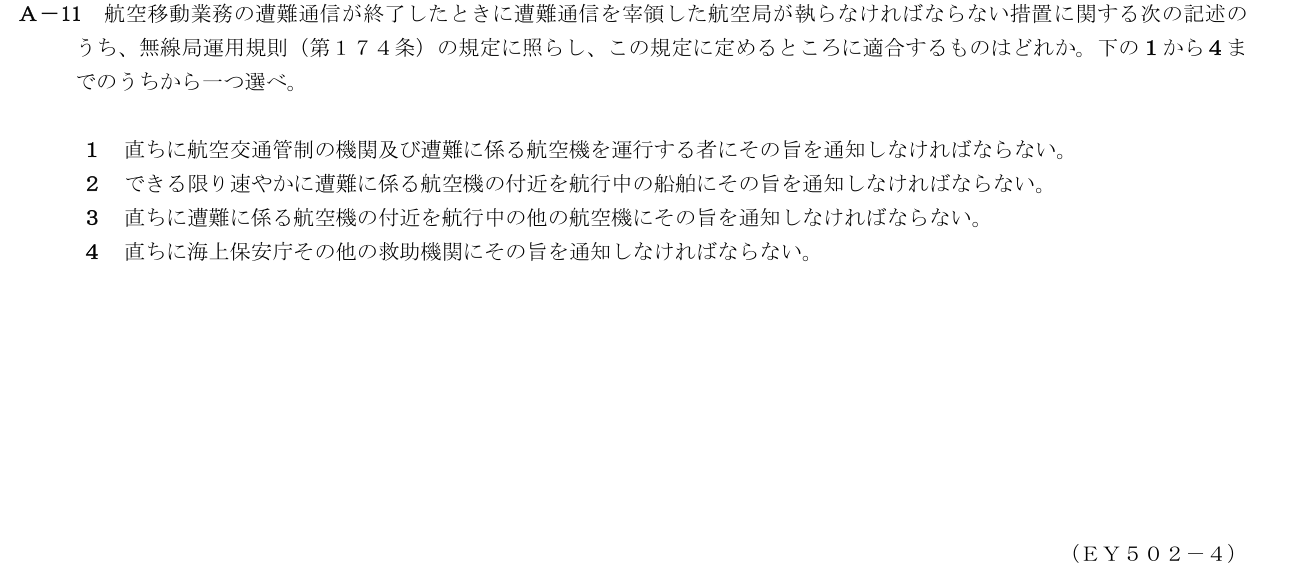 A－11　航空移動業務の遭難通信が終了したときに遭難通信を宰領した航空局が執らなければならない措置に関する次の記述の
うち、無線局運用規則（第１７４条）の規定に照らし、この規定に定めるところに適合するものはどれか。下の1から4ま
でのうちから一つ選べ。
1　直ちに航空交通管制の機関及び遭難に係る航空機を運行する者にその旨を通知しなければならない。
2　できる限り速やかに遭難に係る航空機の付近を航行中の船舶にその旨を通知しなければならない。
3　直ちに遭難に係る航空機の付近を航行中の他の航空機にその旨を通知しなければならない。
4　直ちに海上保安庁その他の救助機関にその旨を通知しなければならない。
（ＥＹ５０２－４）